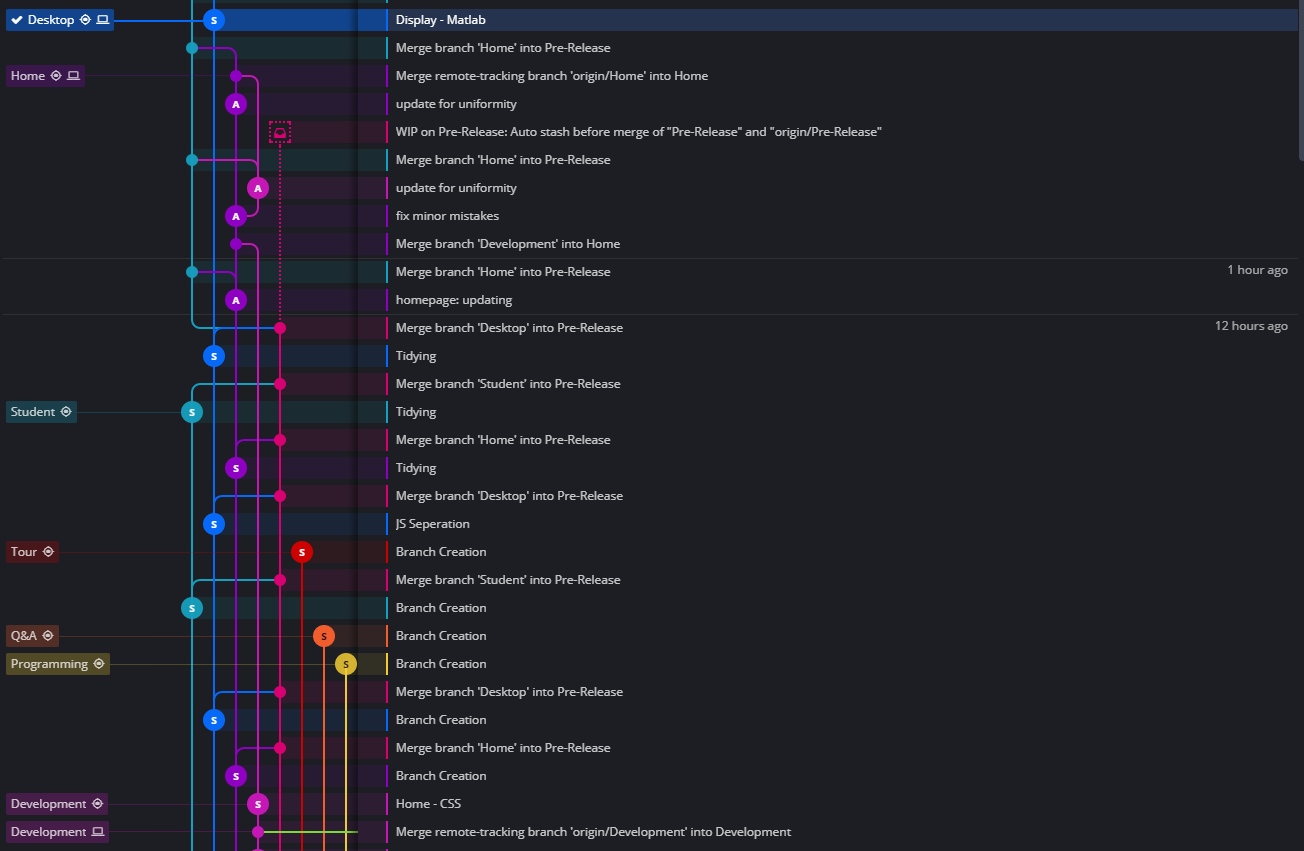 Desktop S Display - Matlab
Merge branch 'Home' into Pre-Release
Home Merge remote-tracking branch 'origin/Home' into Home
A update for uniformity
WIP on Pre-Release: Auto stash before merge of "Pre-Release" and "origin/Pre-Release"
Merge branch 'Home' into Pre-Release
A update for uniformity
A fix minor mistakes
Merge branch 'Development' into Home
Merge branch 'Home' into Pre-Release 1 hour ago
A homepage: updating
Merge branch 'Desktop' into Pre-Release 12 hours ago
S Tidying
Merge branch 'Student' into Pre-Release
Student S Tidying
Merge branch 'Home' into Pre-Release
S Tidying
Merge branch 'Desktop' into Pre-Release
S JS Seperation
Tour S Branch Creation
Merge branch 'Student' into Pre-Release
S Branch Creation
Q&A S Branch Creation
Programming S Branch Creation
Merge branch 'Desktop' into Pre-Release
S Branch Creation
Merge branch 'Home' into Pre-Release
S Branch Creation
Development S Home - CSS
Development Merge remote-tracking branch 'origin/Development' into Development